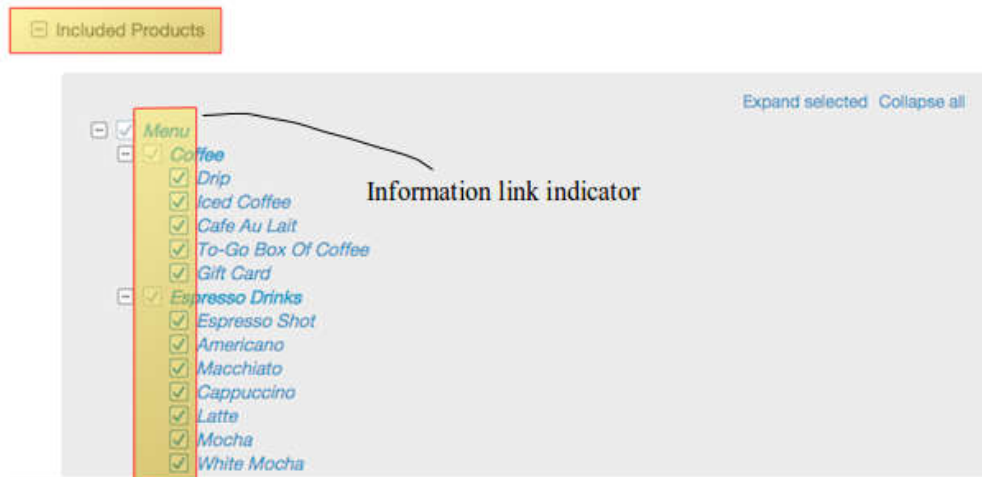 Included Products
Expand selected Collapse all
Menu
Coffee
Drip
Information link indicator
Iced Coffee
Cafe Au Lait
To-Go Box Of Coffee
Gift Card
Espresso Drinks
Espresso Shot
Americano
Macchiato
Cappuccino
Latte
Mocha
White Mocha